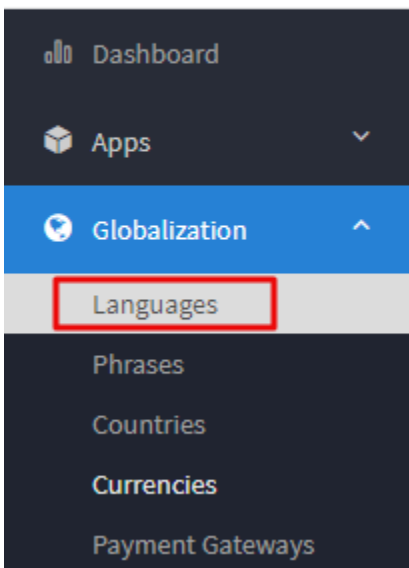 Dashboard
Apps
Globalization
Languages
Phrases
Countries
Currencies
Payment Gateways